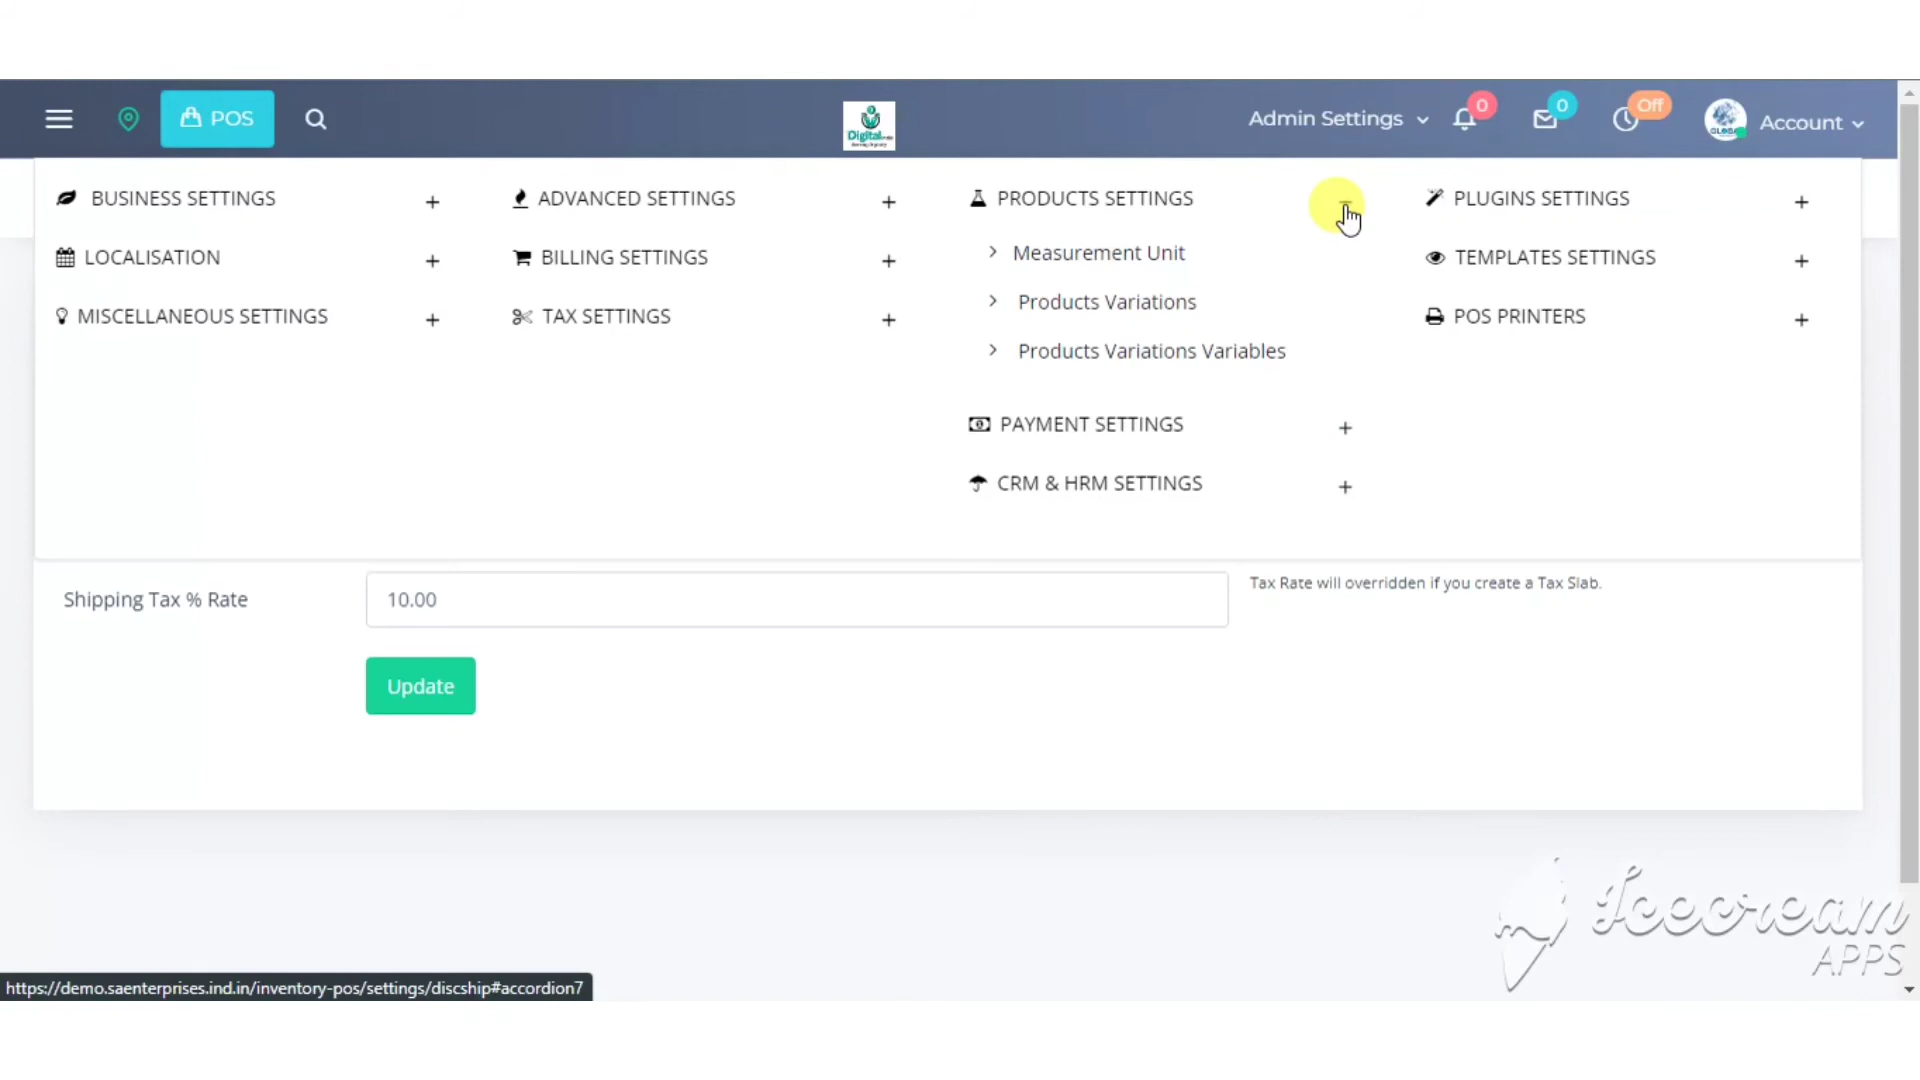 POS
Digital
Admin Settings
0
0
Off
Account
BUSINESS SETTINGS
+
ADVANCED SETTINGS
+
PRODUCTS SETTINGS
PLUGINS SETTINGS
+
Measurement Unit
LOCALISATION
+
BILLING SETTINGS
+
TEMPLATES SETTINGS
+
Products Variations
MISCELLANEOUS SETTINGS
+
TAX SETTINGS
+
POS PRINTERS
+
Products Variations Variables
PAYMENT SETTINGS
+
CRM & HRM SETTINGS
+
Shipping Tax % Rate
10.00
Tax Rate will overridden if you create a Tax Slab.
Update
Icecream
APPS
https://demo.saenterprises.ind.in/inventory-pos/settings/discship#accordion7